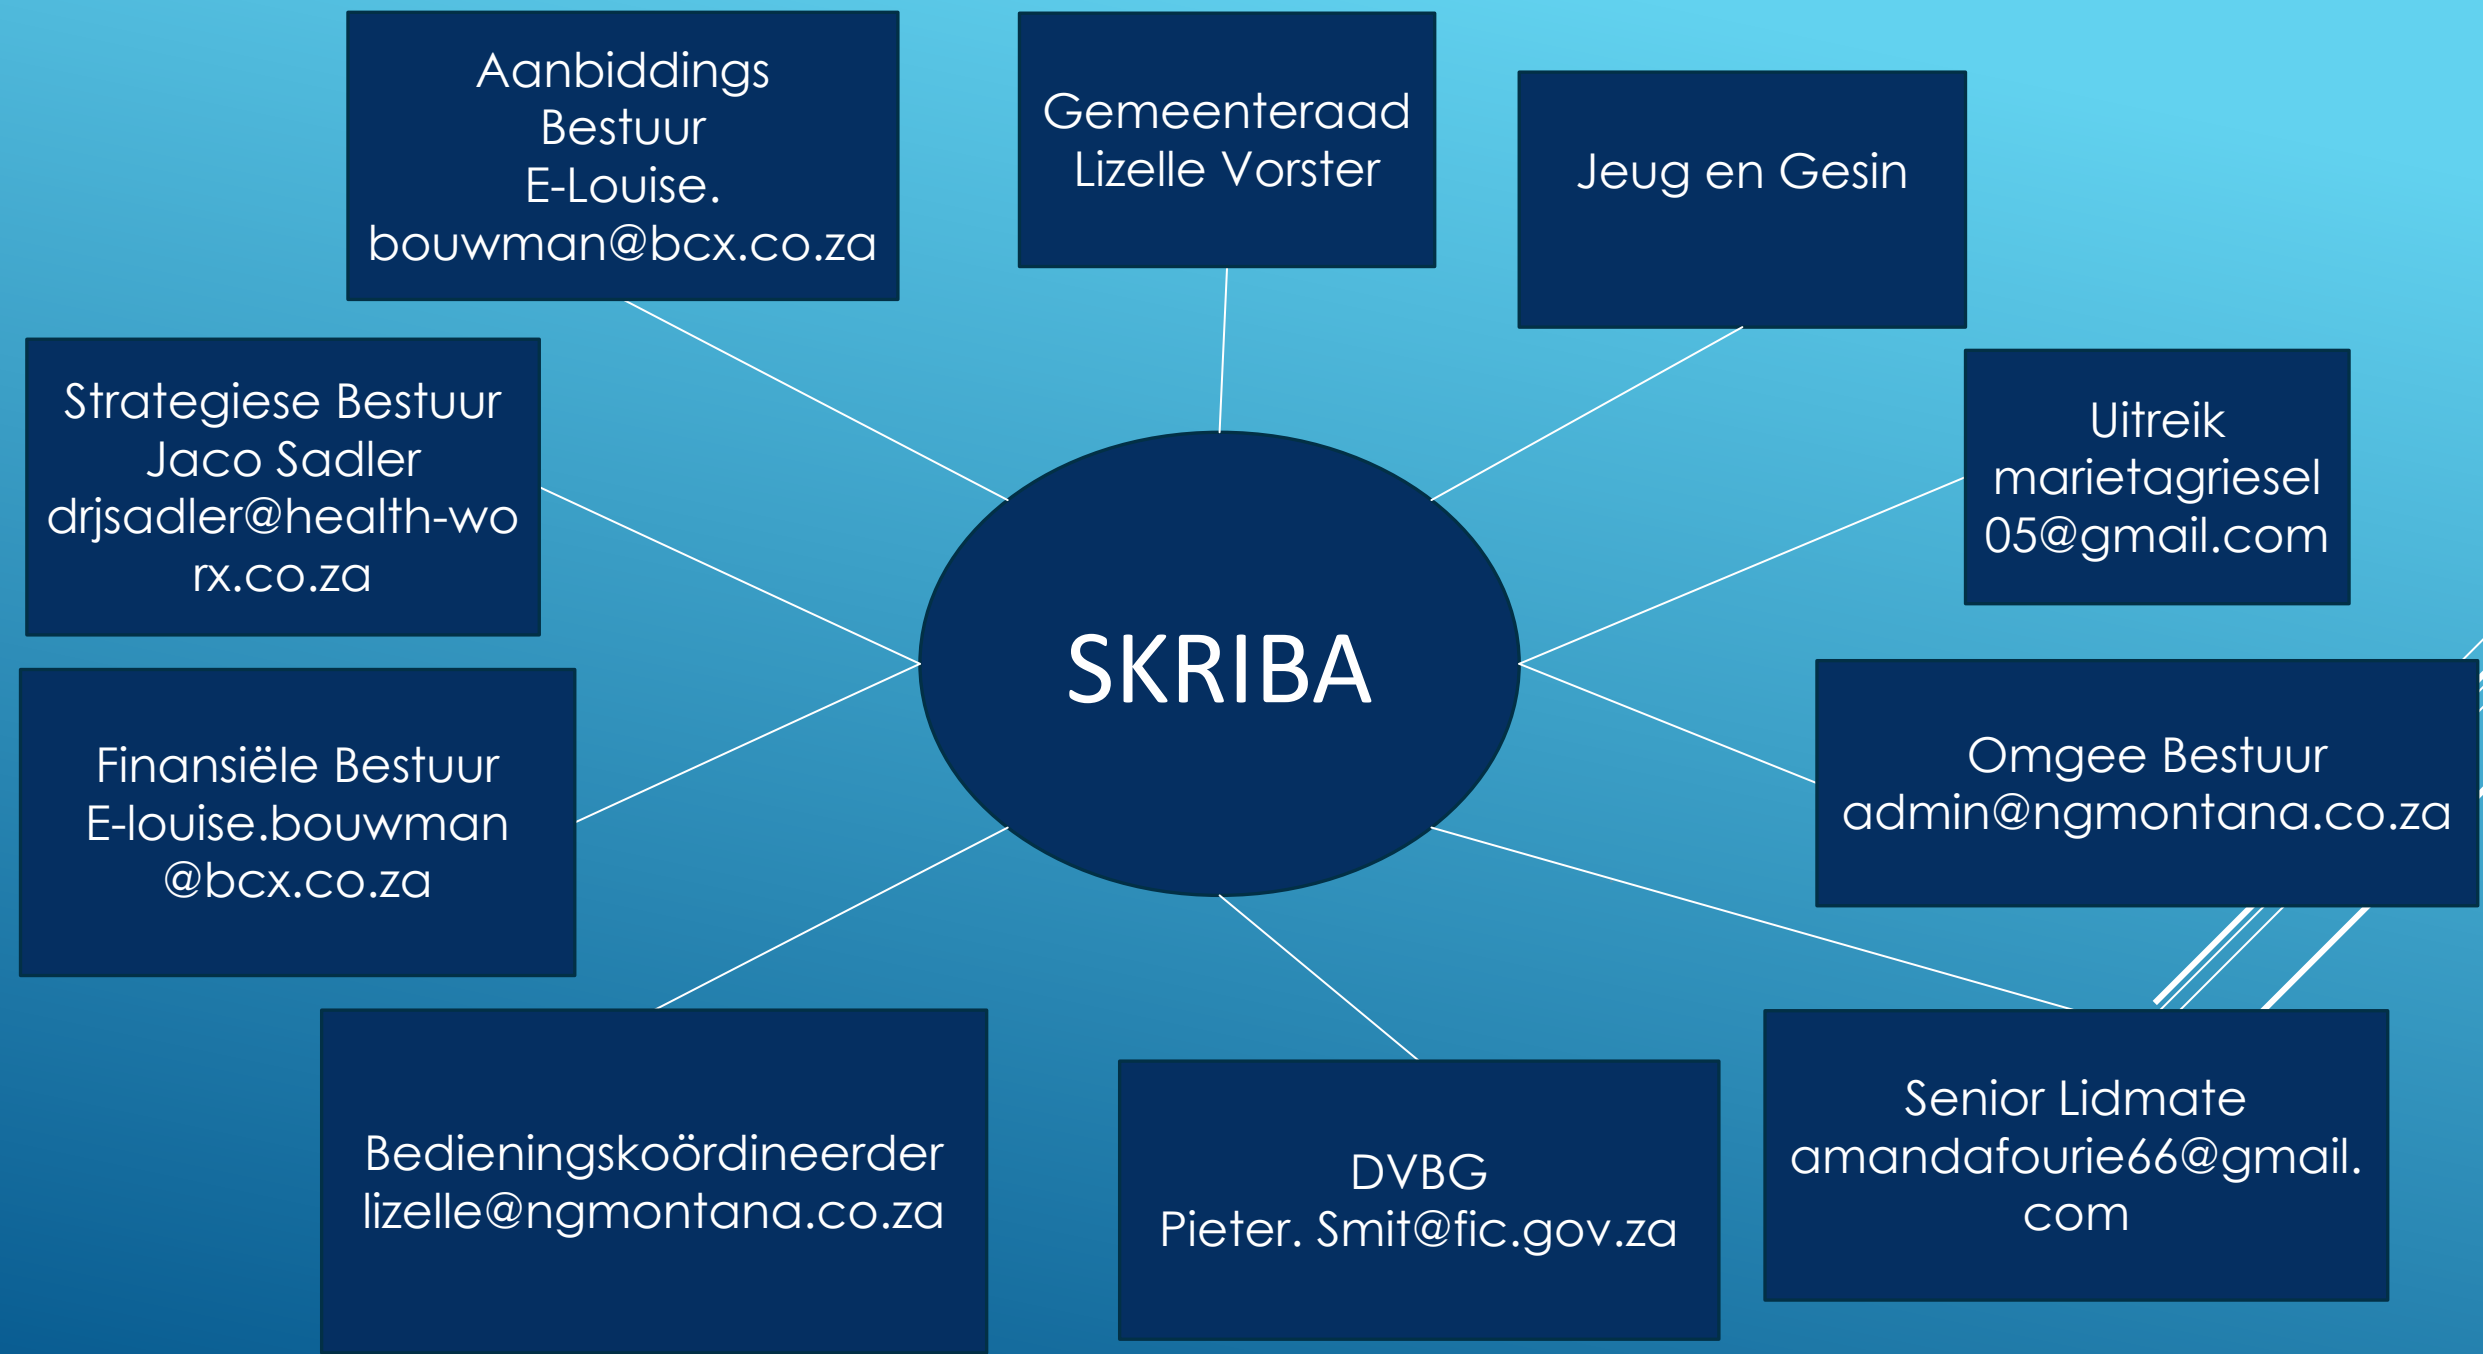 Aanbiddings
Bestuur
E-Louise.
bouwman@bcx.co.za
Gemeenteraad
Lizelle Vorster
Jeug en Gesin
Strategiese Bestuur
Jaco Sadler
drjsadler@health-wo
rx.co.za
Uitreik
marietagriesel
05@gmail.com
SKRIBA
Finansiële Bestuur
E-louise.bouwman
@bcx.co.za
Omgee Bestuur
admin@ngmontana.co.za
Bedieningskoördineerder
lizelle@ngmontana.co.za
DVBG
Pieter. Smit@fic.gov.za
Senior Lidmate
amandafourie66@gmail.
com